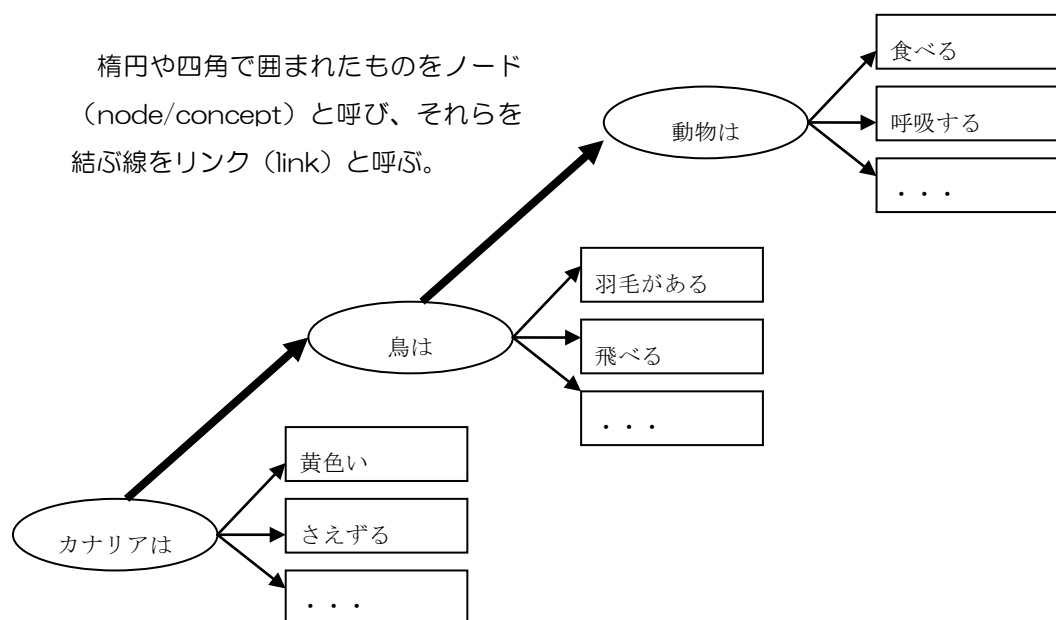 楕円や四角で囲まれたものをノード
（node/concept）と呼び、それらを
結ぶ線をリンク（link）と呼ぶ。
食べる
動物は
呼吸する
・・・
羽毛がある
鳥は
飛べる
・・・
黄色い
カナリアは
さえずる
・・・